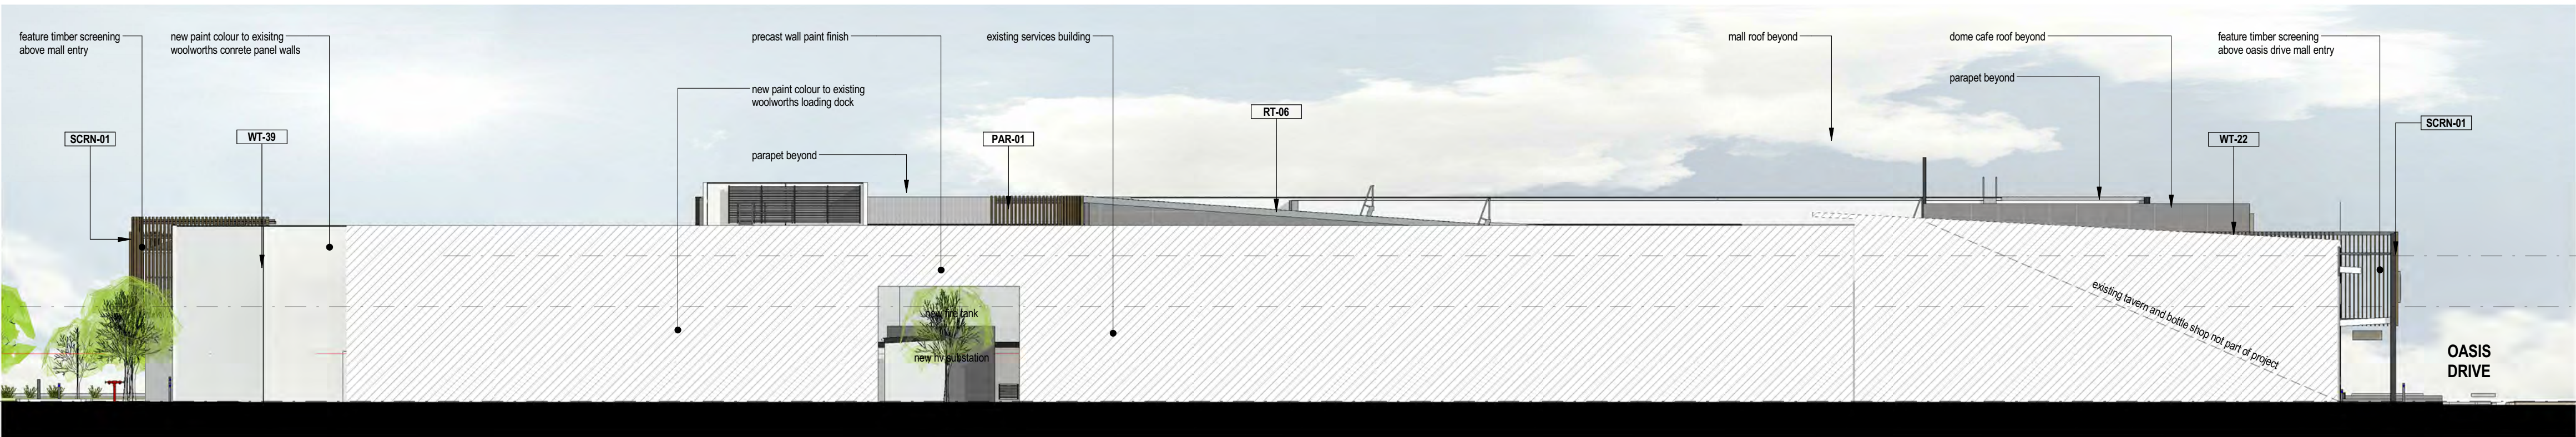 feature timber screening
above mall entry
new paint colour to exisitng
woolworths conrete panel walls
precast wall paint finish
existing services building
mall roof beyond
dome cafe roof beyond
feature timber screening
above oasis drive mall entry
parapet beyond
new paint colour to existing
woolworths loading dock
RT-06
SCRN-01
SCRN-01
WT-39
PAR-01
WT-22
parapet beyond
existing tavern and bottle shop not part of project
new fire tank
new hv substation
OASIS
DRIVE